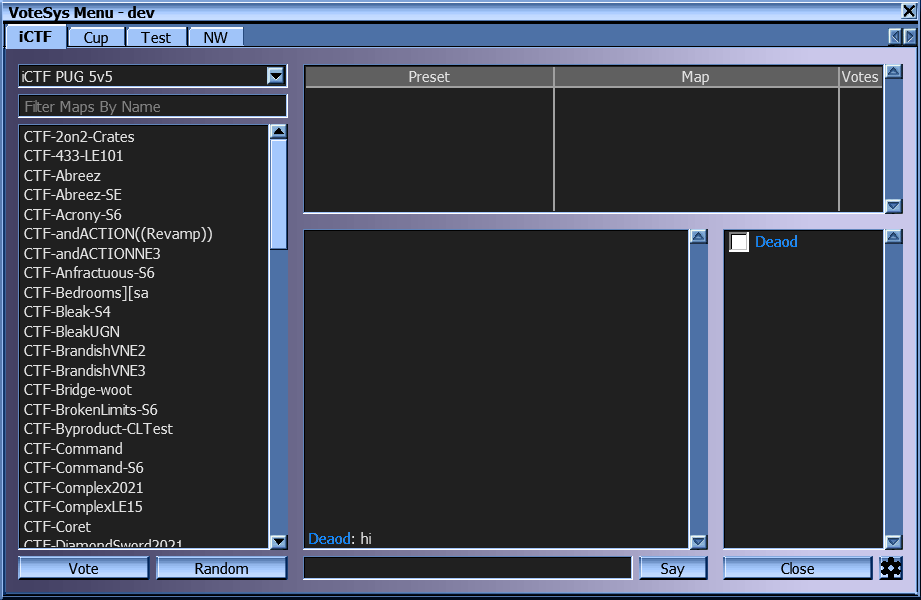 VoteSys Menu - dev
iCTF Cup Test NW
iCTF PUG 5v5
Filter Maps By Name
CTF-2on2-Crates
CTF-433-LE101
CTF-Abreez
CTF-Abreez-SE
CTF-Acrony-S6
CTF-andACTION((Revamp))
CTF-andACTIONNE3
CTF-Anfractuous-S6
CTF-Bedrooms][sa
CTF-Bleak-S4
CTF-BleakUGN
CTF-BrandishVNE2
CTF-BrandishVNE3
CTF-Bridge-woot
CTF-BrokenLimits-S6
CTF-Byproduct-CLTest
CTF-Command
CTF-Command-S6
CTF-Complex2021
CTF-ComplexLE15
CTF-Coret
CTF-DiamondSword2021
Vote Random
Preset Map Votes
Deaod: hi
Say
Deaod
Close